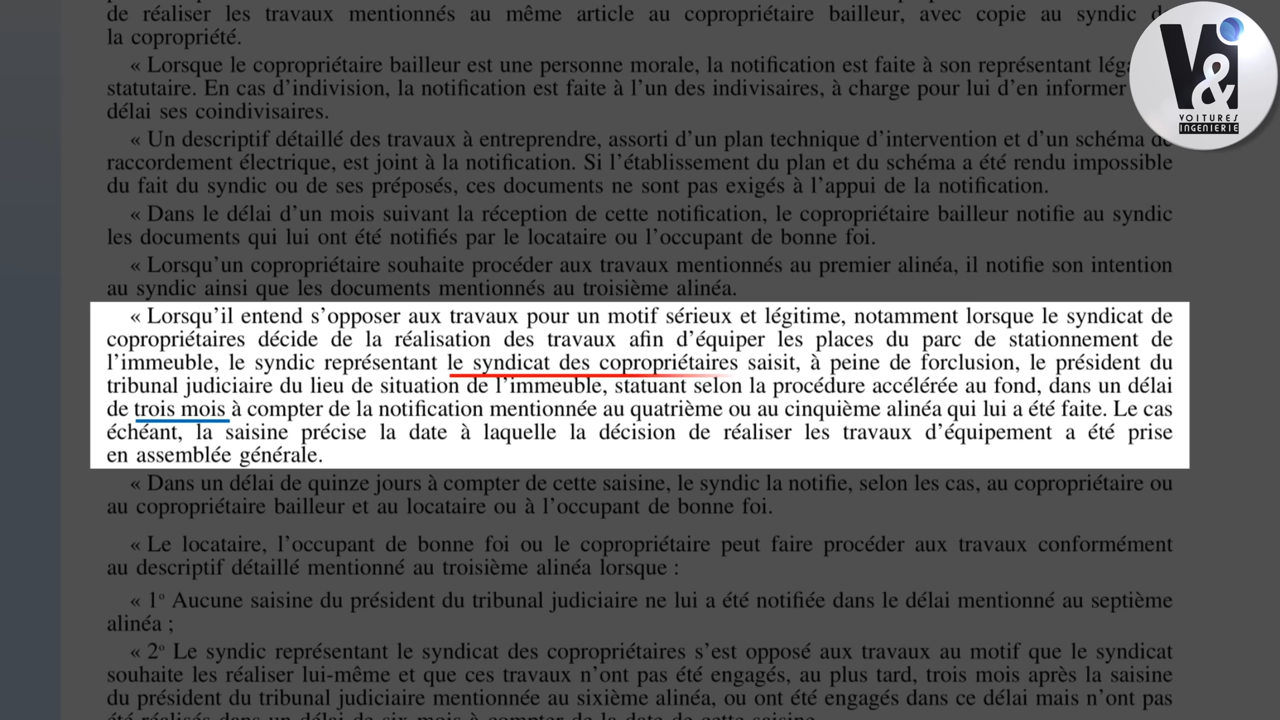 de réaliser les travaux mentionnés au même article au copropriétaire bailleur, avec copie au syndic
la copropriété.
« Lorsque le copropriétaire bailleur est une personne morale, la notification est faite à son représentant
statutaire. En cas d’indivision, la notification est faite à l’un des indivisaires, à charge pour lui d’en informer
délai ses coindivisaires.
« Un descriptif détaillé des travaux à entreprendre, assorti d’un plan technique d’intervention et d’un schéma de
raccordement électrique, est joint à la notification. Si l’établissement du plan et du schéma a été rendu impossible
du fait du syndic ou de ses préposés, ces documents ne sont pas exigés à l’appui de la notification.
« Dans le délai d’un mois suivant la réception de cette notification, le copropriétaire bailleur notifie au syndic
les documents qui lui ont été notifiés par le locataire ou l’occupant de bonne foi.
« Lorsqu’un copropriétaire souhaite procéder aux travaux mentionnés au premier alinéa, il notifie son intention
au syndic ainsi que les documents mentionnés au troisième alinéa.
« Lorsqu’il entend s’opposer aux travaux pour un motif sérieux et légitime, notamment lorsque le syndicat de
copropriétaires décide de la réalisation des travaux afin d’équiper les places du parc de stationnement de
l’immeuble, le syndic représentant le syndicat des copropriétaires saisit, à peine de forclusion, le président du
tribunal judiciaire du lieu de situation de l’immeuble, statuant selon la procédure accélérée au fond, dans un délai
de trois mois à compter de la notification mentionnée au quatrième ou au cinquième alinéa qui lui a été faite. Le cas
échéant, la saisine précise la date à laquelle la décision de réaliser les travaux d’équipement a été prise
en assemblée générale.
« Dans un délai de quinze jours à compter de cette saisine, le syndic la notifie, selon les cas, au copropriétaire ou
au copropriétaire bailleur et au locataire ou à l’occupant de bonne foi.
« Le locataire, l’occupant de bonne foi ou le copropriétaire peut faire procéder aux travaux conformément
au descriptif détaillé mentionné au troisième alinéa lorsque :
« 1º Aucune saisine du président du tribunal judiciaire ne lui a été notifiée dans le délai mentionné au septième
alinéa ;
« 2º Le syndic représentant le syndicat des copropriétaires s’est opposé aux travaux au motif que le syndicat
souhaite les réaliser lui-même et que ces travaux n’ont pas été engagés, au plus tard, trois mois après la saisine
du président du tribunal judiciaire mentionnée au sixième alinéa, ou ont été engagés dans ce délai mais n’ont pas
été réalisés dans un délai de six mois à compter de la date de cette saisine.
V&i
VOITURES
INGENIERIE